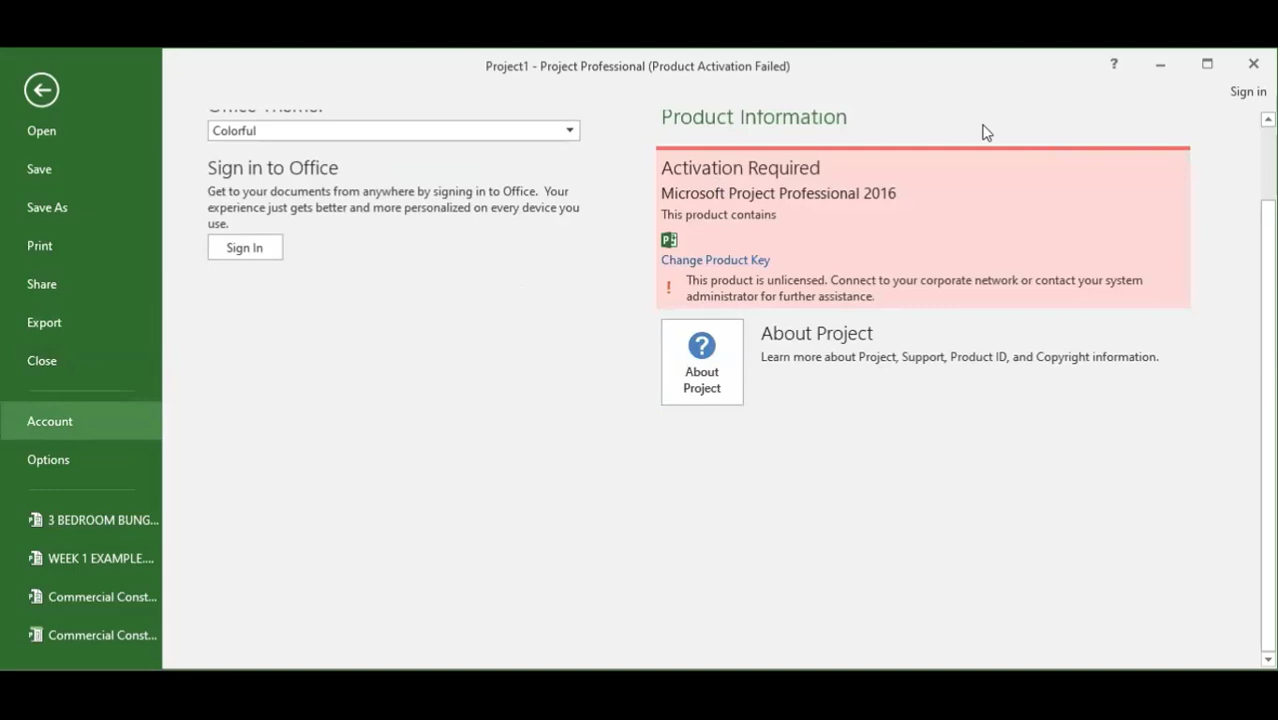 Project1 - Project Professional (Product Activation Failed)
?
Sign in
Open
Save
Save As
Print
Share
Export
Close
Account
Options
3 BEDROOM BUNG...
WEEK 1 EXAMPLE....
Commercial Const...
Commercial Const...
Office Theme:
Colorful
Sign in to Office
Get to your documents from anywhere by signing in to Office. Your
experience just gets better and more personalized on every device you
use.
Sign In
Product Information
Activation Required
Microsoft Project Professional 2016
This product contains
Change Product Key
This product is unlicensed. Connect to your corporate network or contact your system
administrator for further assistance.
About
Project
About Project
Learn more about Project, Support, Product ID, and Copyright information.